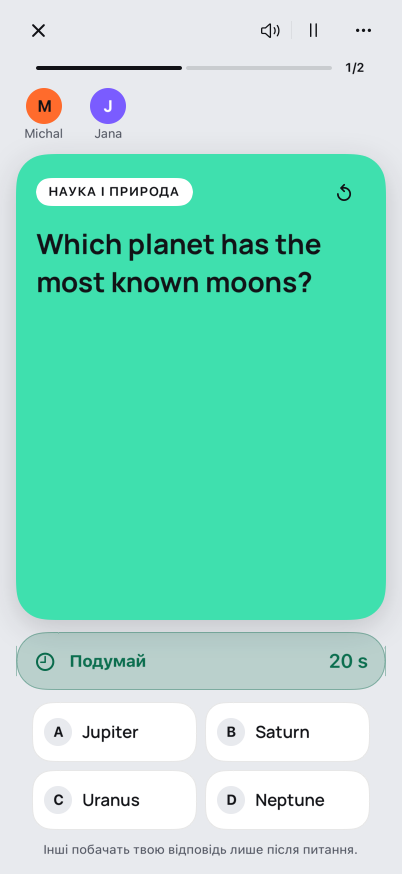 1/2
M
J
Michal
Jana
НАУКА І ПРИРОДА
Which planet has the
most known moons?
Подумай
20 s
A Jupiter
B Saturn
C Uranus
D Neptune
Інші побачать твою відповідь лише після питання.